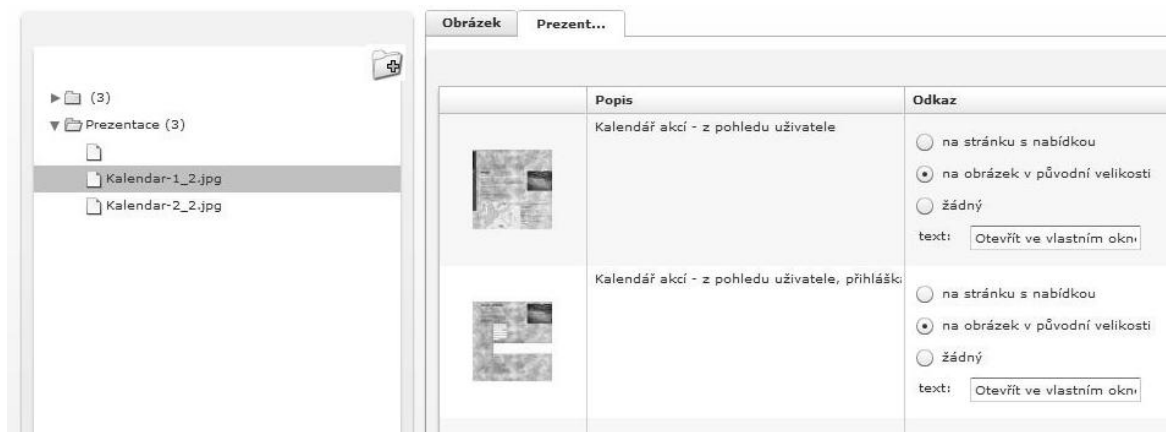 Obrázek
Prezent...
(3)
Prezentace (3)
Kalendar-1_2.jpg
Kalendar-2_2.jpg
Popis
Odkaz
Kalendář akcí - z pohledu uživatele
na stránku s nabídkou
na obrázek v původní velikosti
žádný
text:
Otevřít ve vlastním okn
Kalendář akcí - z pohledu uživatele, přihlášk
na stránku s nabídkou
na obrázek v původní velikosti
žádný
text:
Otevřít ve vlastním okn